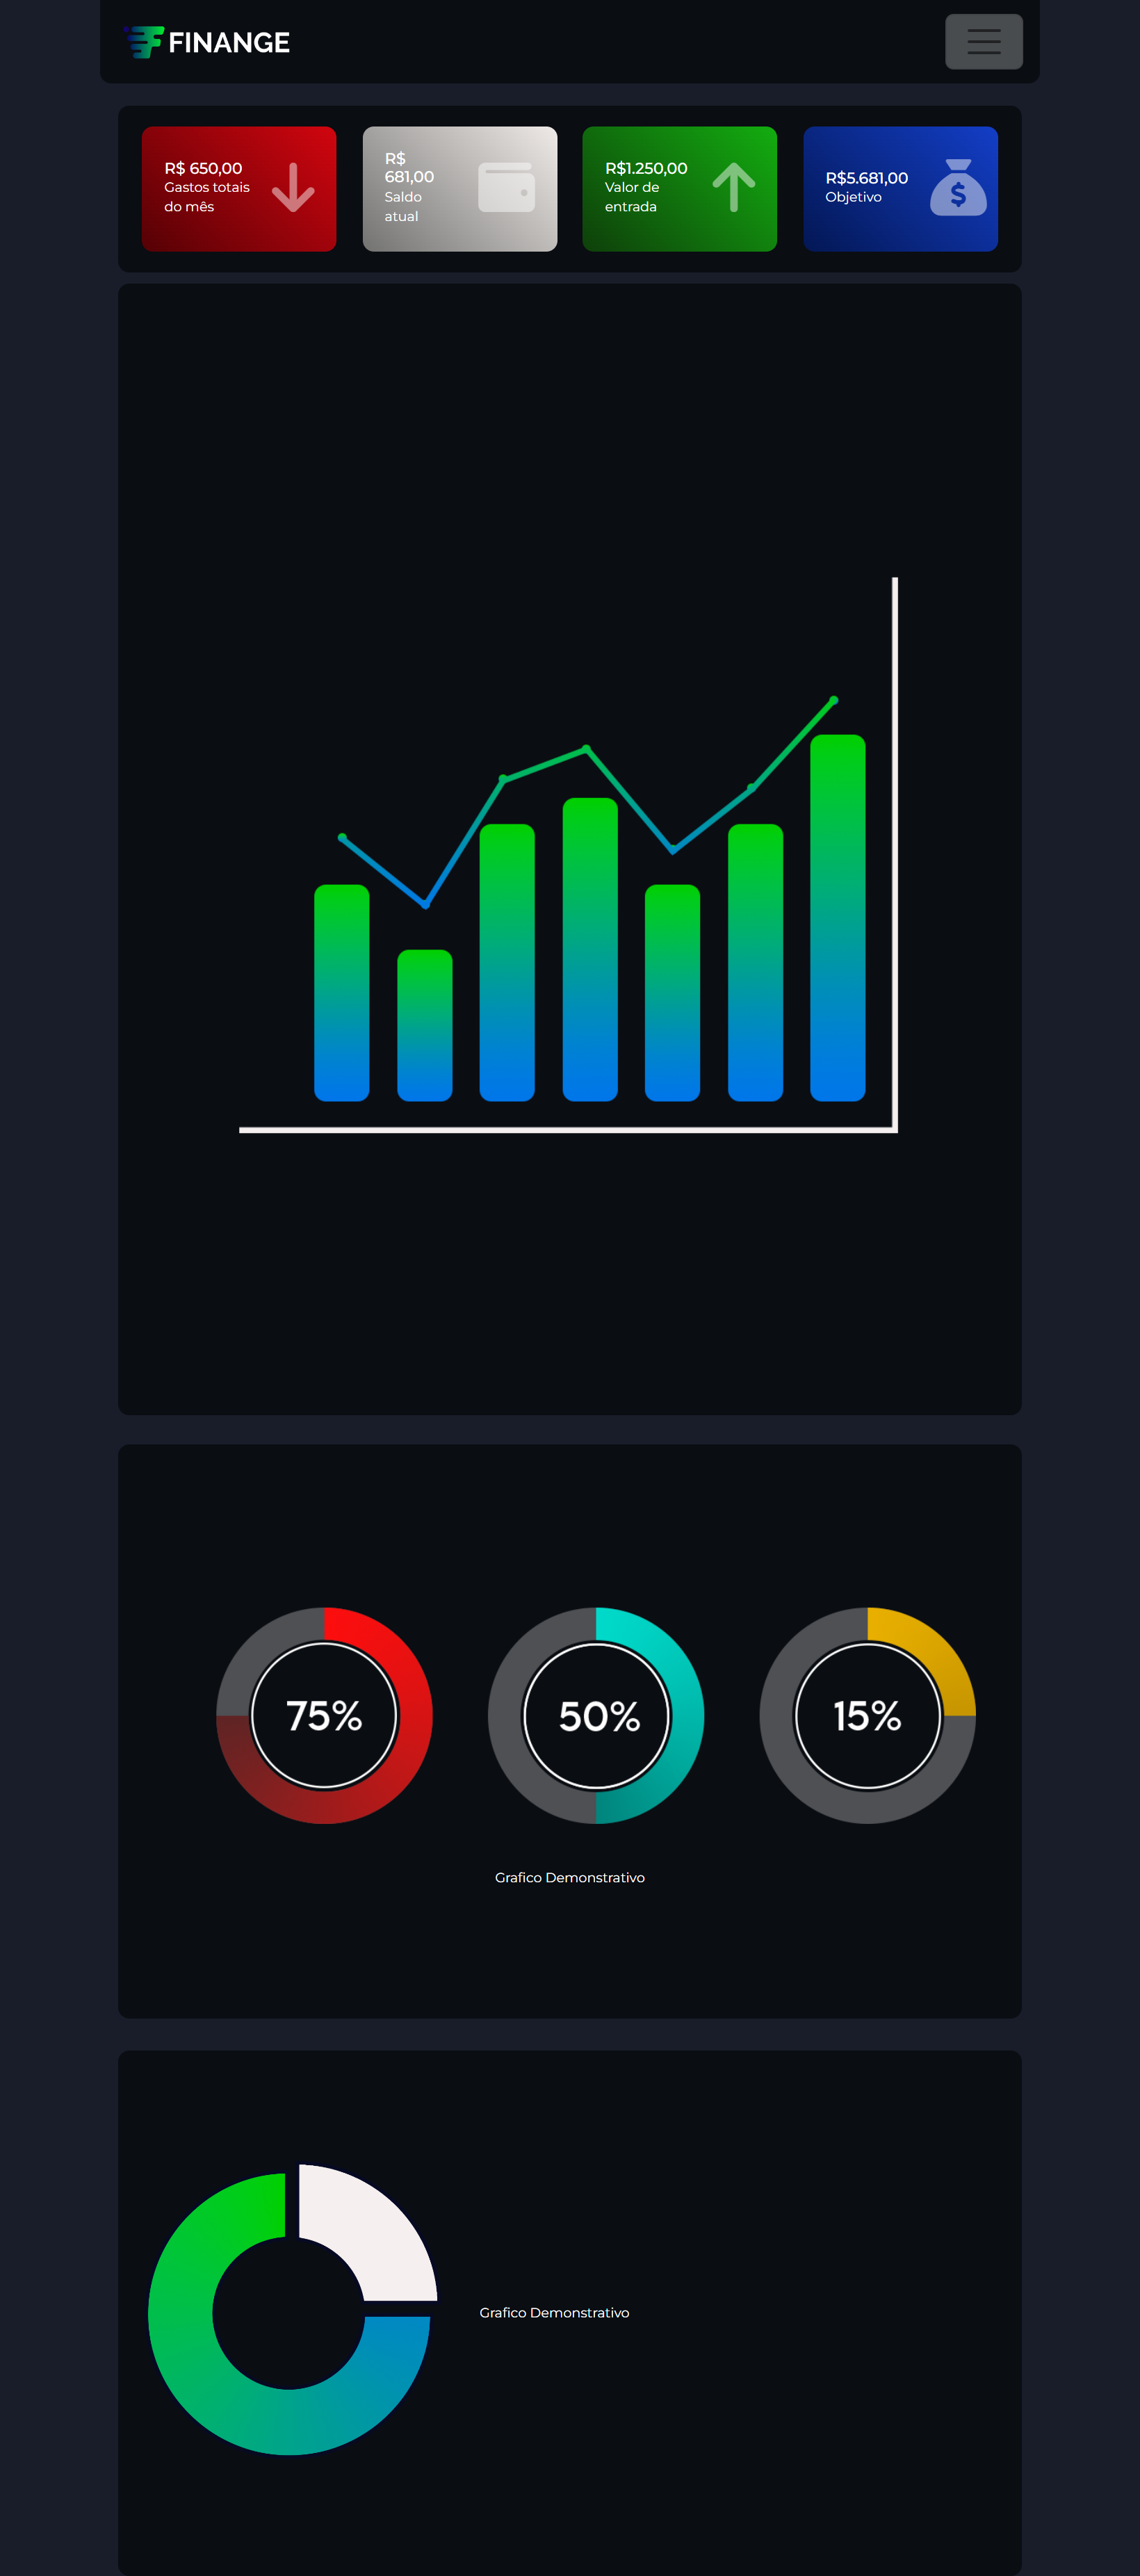 FINANGE
R$ 650,00
Gastos totais
do mês
R$
681,00
Saldo
atual
R$1.250,00
Valor de
entrada
R$5.681,00
Objetivo
$
75%
50%
15%
Grafico Demonstrativo
Grafico Demonstrativo